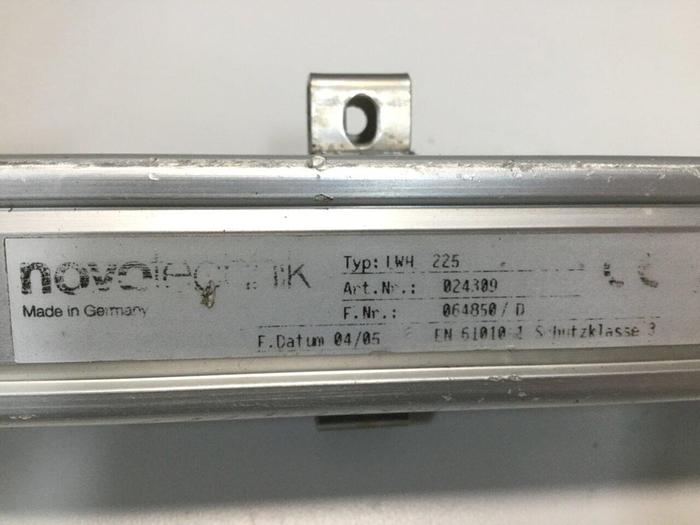 novotechnik
Made in Germany
Typ: LWH 225
Art.Nr.: 024309
F.Nr.: 064850/ D
F.Datum 04/05
EN 61010-1 Schutzklasse 3
CE